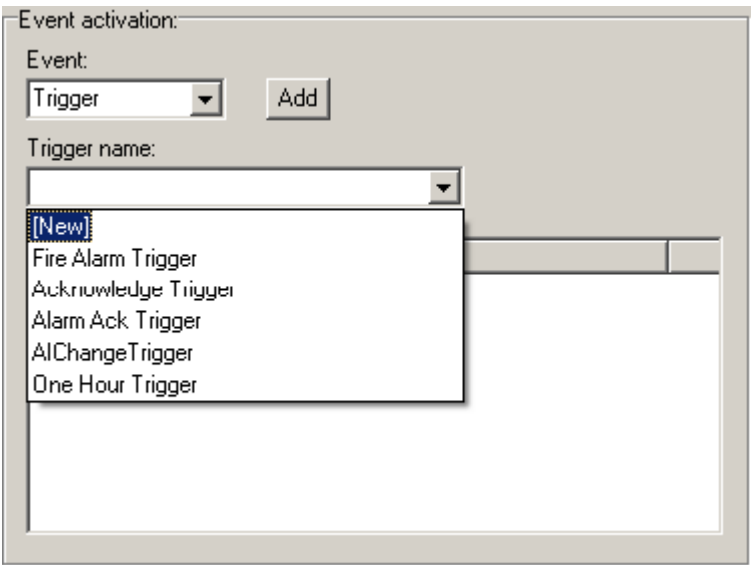 Event activation:
Event:
Trigger
Add
Trigger name:
[New]
Fire Alarm Trigger
Acknowledge Trigger
Alarm Ack Trigger
AIChangeTrigger
One Hour Trigger